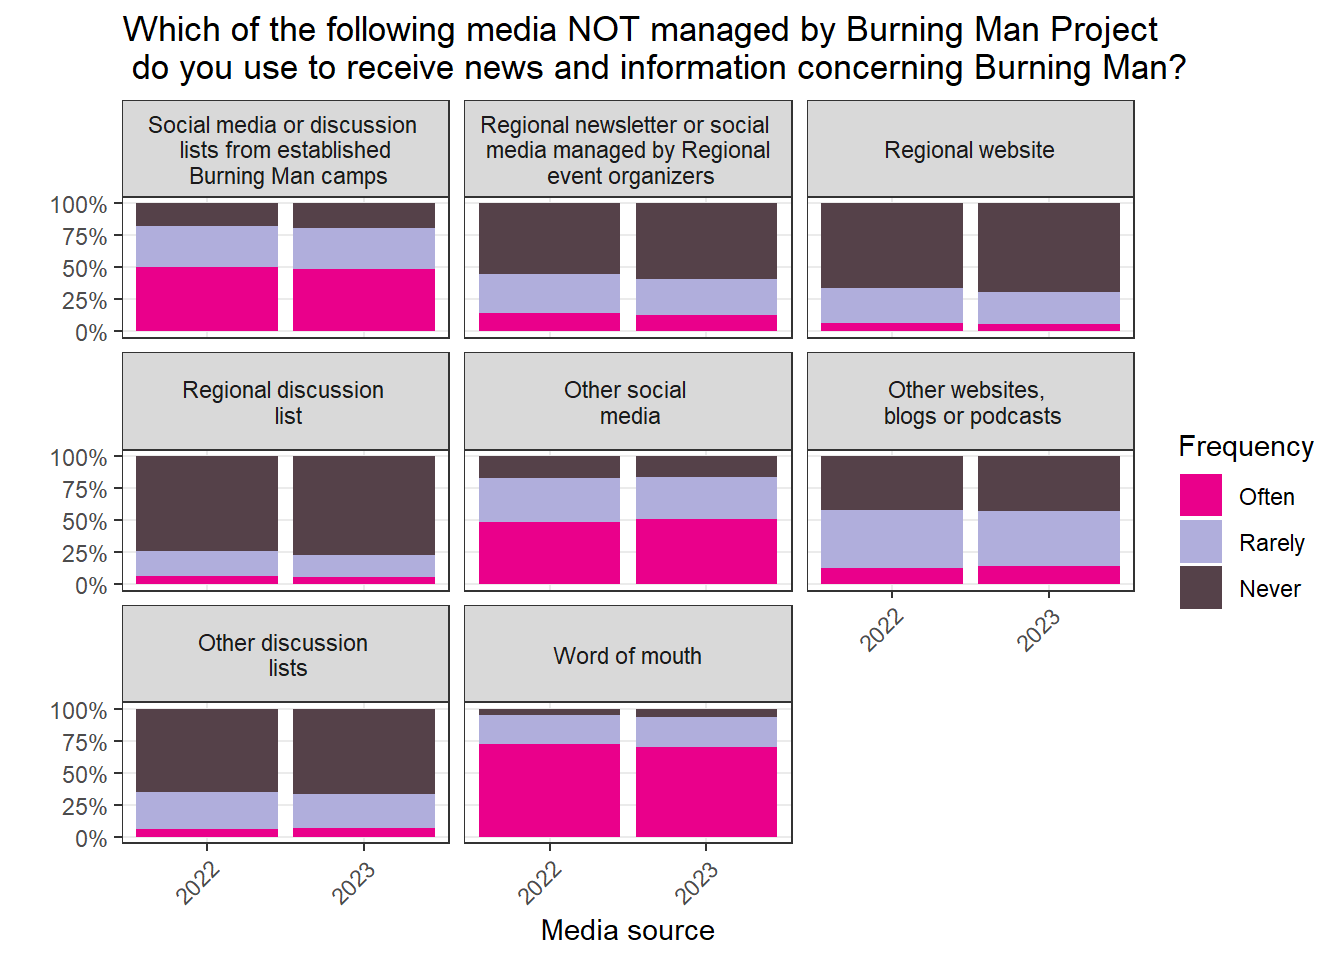 Which of the following media NOT managed by Burning Man Project
do you use to receive news and information concerning Burning Man?
Social media or discussion
lists from established
Burning Man camps
Regional newsletter or social
media managed by Regional
event organizers
Regional website
100%
75%
50%
25%
0%
Regional discussion
list
Other social
media
Other websites,
blogs or podcasts
100%
75%
50%
25%
0%
2022
2023
Other discussion
lists
Word of mouth
100%
75%
50%
25%
0%
2022
2023
2022
2023
Media source
Frequency
Often
Rarely
Never